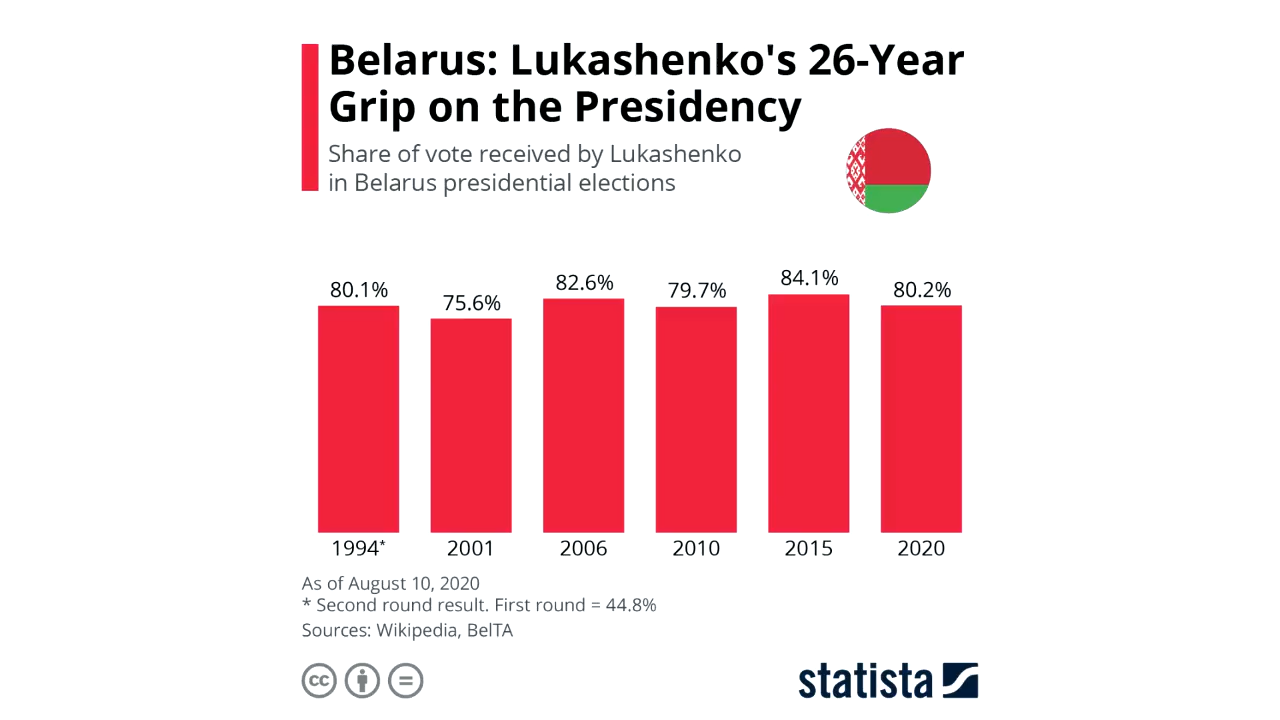 Belarus: Lukashenko's 26-Year
Grip on the Presidency
Share of vote received by Lukashenko
in Belarus presidential elections
80.1%
75.6%
82.6%
79.7%
84.1%
80.2%
1994*
2001
2006
2010
2015
2020
As of August 10, 2020
* Second round result. First round = 44.8%
Sources: Wikipedia, BelTA
cc
statista